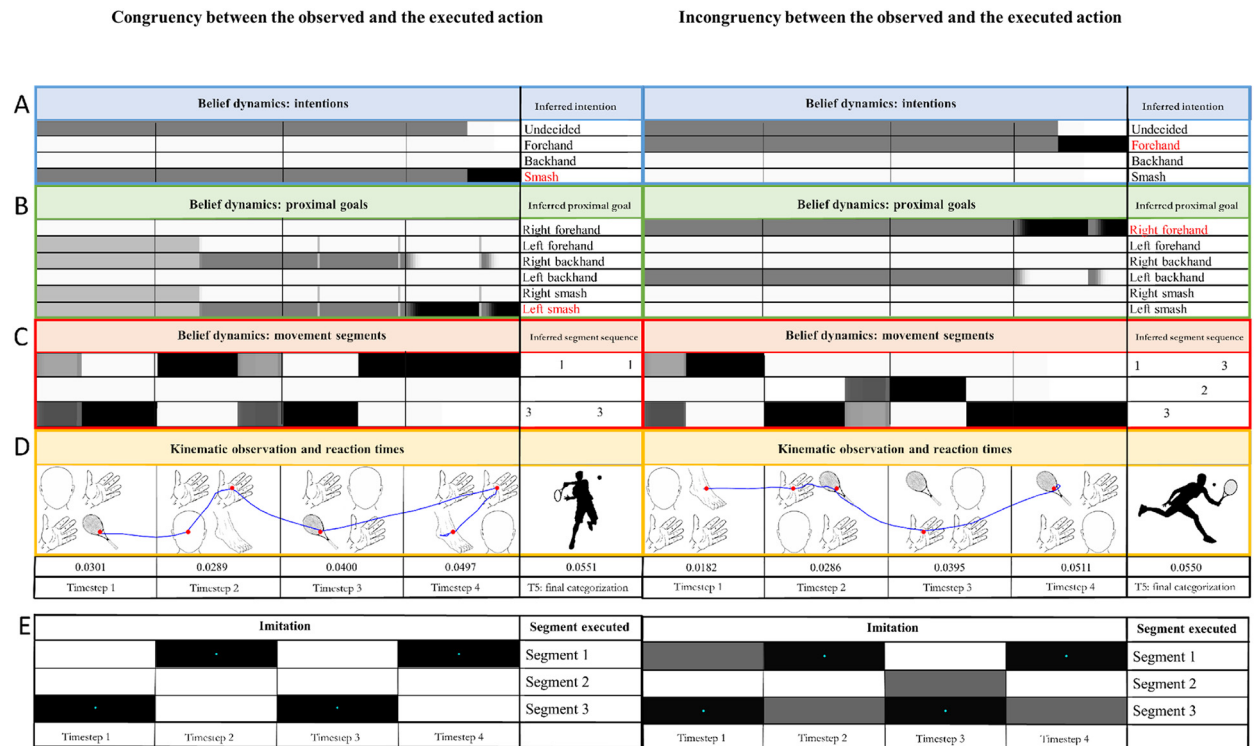 Congruency between the observed and the executed action
Incongruency between the observed and the executed action
A
Belief dynamics: intentions
Inferred intention
Belief dynamics: intentions
Inferred intention
Undecided
Undecided
Forehand
Forehand
Backhand
Backhand
Smash
Smash
B
Belief dynamics: proximal goals
Inferred proximal goal
Belief dynamics: proximal goals
Inferred proximal goal
Right forehand
Right forehand
Left forehand
Left forehand
Right backhand
Right backhand
Left backhand
Left backhand
Right smash
Right smash
Left smash
Left smash
C
Belief dynamics: movement segments
Inferred segment sequence
Belief dynamics: movement segments
Inferred segment sequence
1 1
1 3
2
3 3
3
D
Kinematic observation and reaction times
Kinematic observation and reaction times
0.0301 0.0289 0.0400 0.0497 0.0551
0.0182 0.0286 0.0395 0.0511 0.0550
Timestep 1 Timestep 2 Timestep 3 Timestep 4 T5: final categorization
Timestep 1 Timestep 2 Timestep 3 Timestep 4 T5: final categorization
E
Imitation
Segment executed
Imitation
Segment executed
Segment 1
Segment 1
Segment 2
Segment 2
Segment 3
Segment 3
Timestep 1 Timestep 2 Timestep 3 Timestep 4
Timestep 1 Timestep 2 Timestep 3 Timestep 4